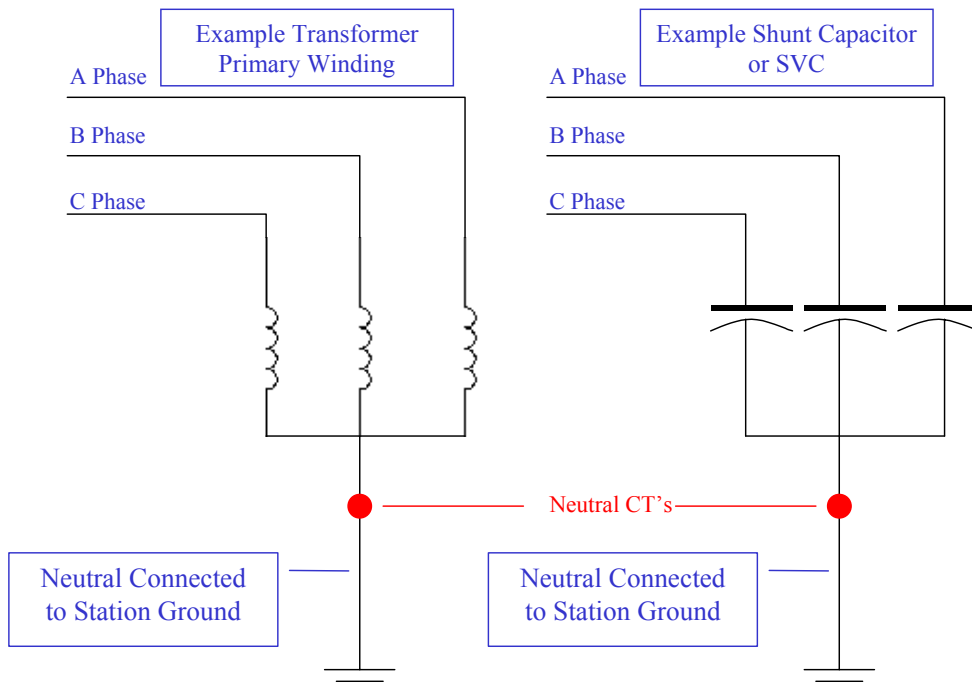 Example Transformer
Primary Winding
A Phase
B Phase
C Phase
Example Shunt Capacitor
or SVC
A Phase
B Phase
C Phase
Neutral CT’s
Neutral Connected
to Station Ground
Neutral Connected
to Station Ground